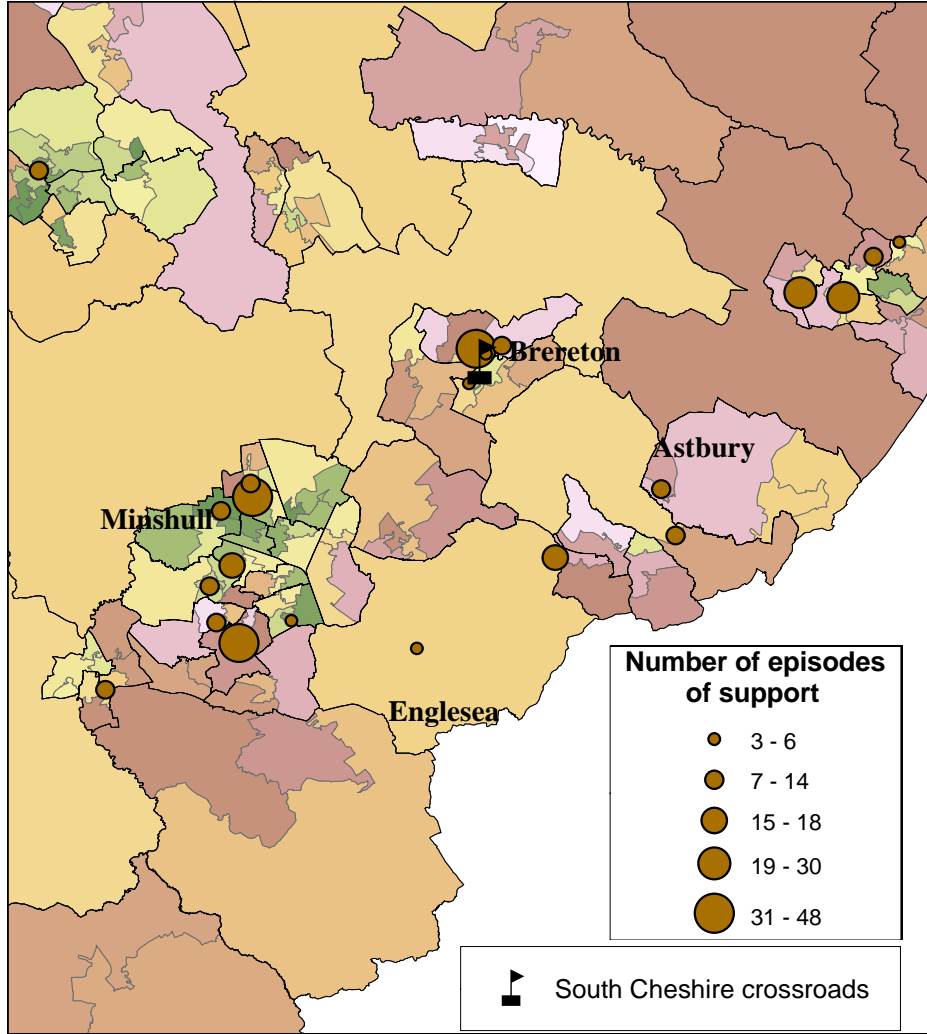 Brereton
Astbury
Minshull
Englesea
Number of episodes
of support
3 - 6
7 - 14
15 - 18
19 - 30
31 - 48
South Cheshire crossroads